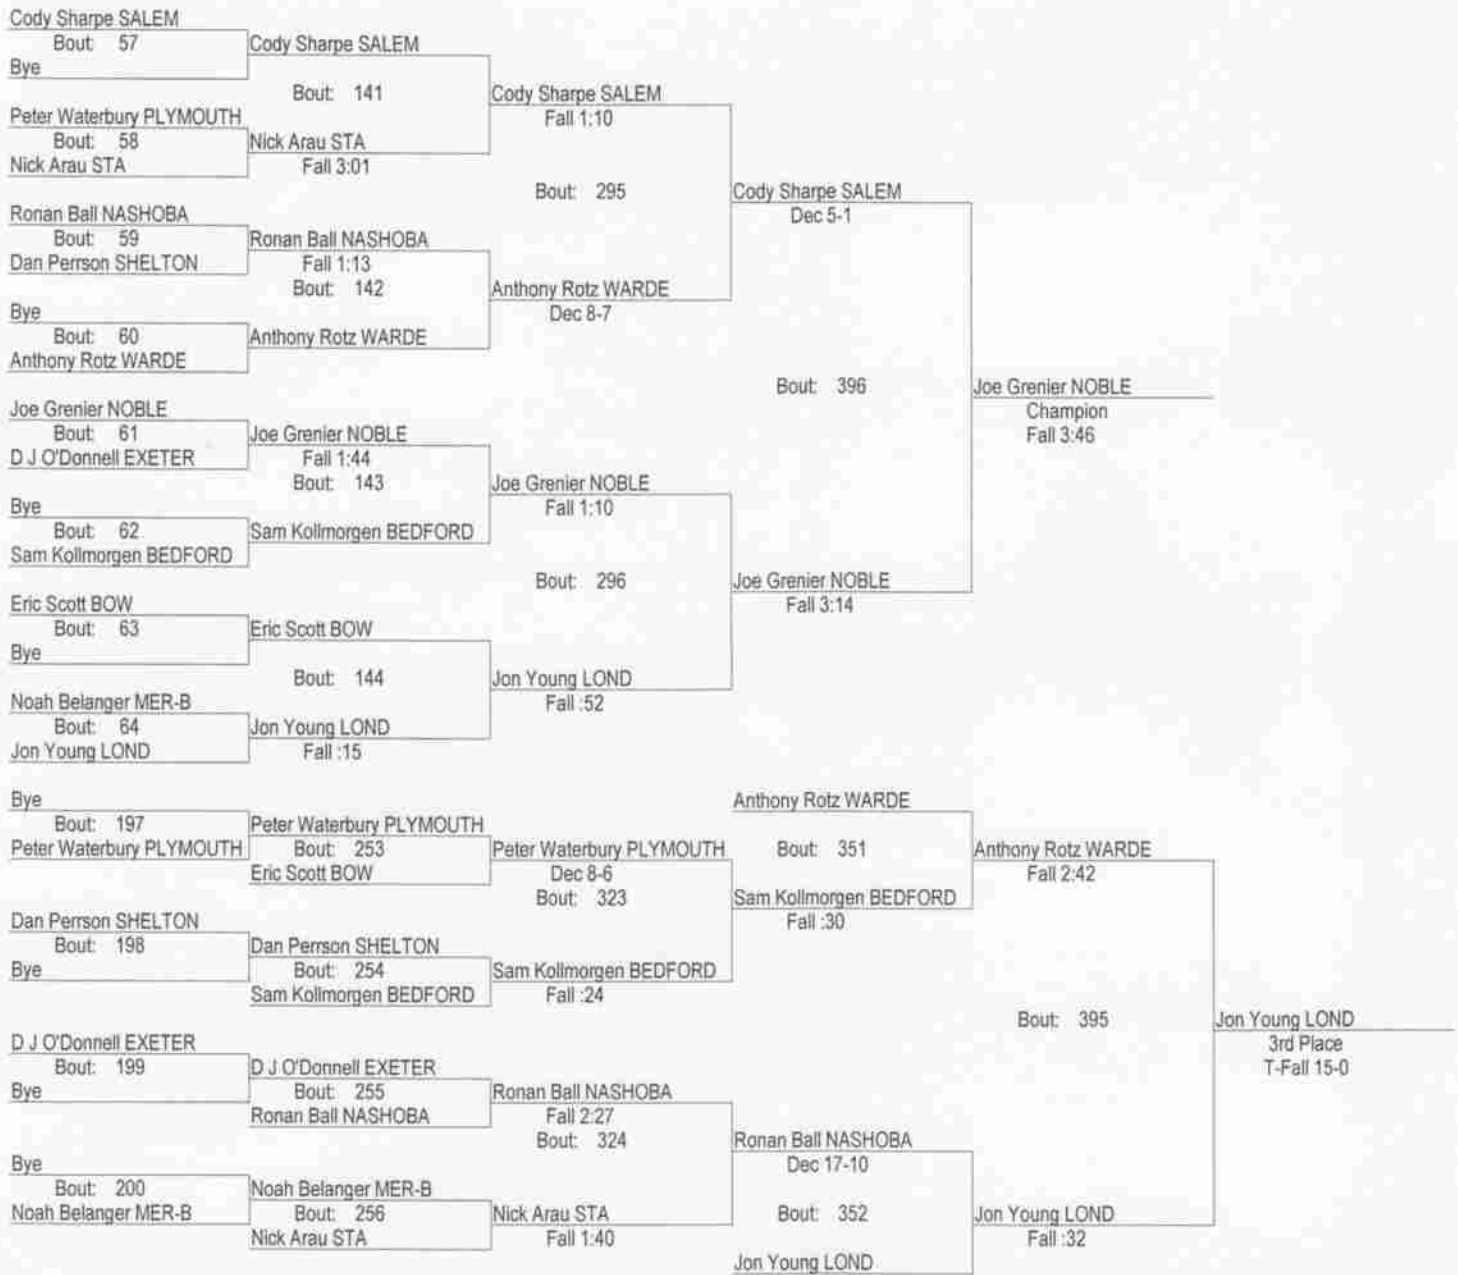 Cody Sharpe SALEM
Bout: 57
Bye
Cody Sharpe SALEM
Bout: 141
Peter Waterbury PLYMOUTH
Bout: 58
Nick Arau STA
Nick Arau STA
Fall 3:01
Cody Sharpe SALEM
Fall 1:10
Bout: 295
Ronan Ball NASHOBA
Bout: 59
Dan Perrson SHELTON
Ronan Ball NASHOBA
Fall 1:13
Bout: 142
Bye
Bout: 60
Anthony Rotz WARDE
Anthony Rotz WARDE
Anthony Rotz WARDE
Dec 8-7
Cody Sharpe SALEM
Dec 5-1
Bout: 396
Joe Grenier NOBLE
Bout: 61
D J O'Donnell EXETER
Joe Grenier NOBLE
Fall 1:44
Bout: 143
Bye
Bout: 62
Sam Kollmorgen BEDFORD
Sam Kollmorgen BEDFORD
Joe Grenier NOBLE
Fall 1:10
Bout: 296
Eric Scott BOW
Bout: 63
Bye
Eric Scott BOW
Bout: 144
Noah Belanger MER-B
Bout: 64
Jon Young LOND
Jon Young LOND
Fall :15
Jon Young LOND
Fall :52
Joe Grenier NOBLE
Fall 3:14
Joe Grenier NOBLE
Champion
Fall 3:46
Bye
Bout: 197
Peter Waterbury PLYMOUTH
Peter Waterbury PLYMOUTH
Bout: 253
Eric Scott BOW
Peter Waterbury PLYMOUTH
Dec 8-6
Bout: 323
Dan Perrson SHELTON
Bout: 198
Bye
Dan Perrson SHELTON
Bout: 254
Sam Kollmorgen BEDFORD
Sam Kollmorgen BEDFORD
Fall :24
Anthony Rotz WARDE
Bout: 351
Sam Kollmorgen BEDFORD
Fall :30
Anthony Rotz WARDE
Fall 2:42
Bout: 395
D J O'Donnell EXETER
Bout: 199
Bye
D J O'Donnell EXETER
Bout: 255
Ronan Ball NASHOBA
Ronan Ball NASHOBA
Fall 2:27
Bout: 324
Bye
Bout: 200
Noah Belanger MER-B
Noah Belanger MER-B
Bout: 256
Nick Arau STA
Nick Arau STA
Fall 1:40
Ronan Ball NASHOBA
Dec 17-10
Bout: 352
Jon Young LOND
Jon Young LOND
Fall :32
Jon Young LOND
3rd Place
T-Fall 15-0